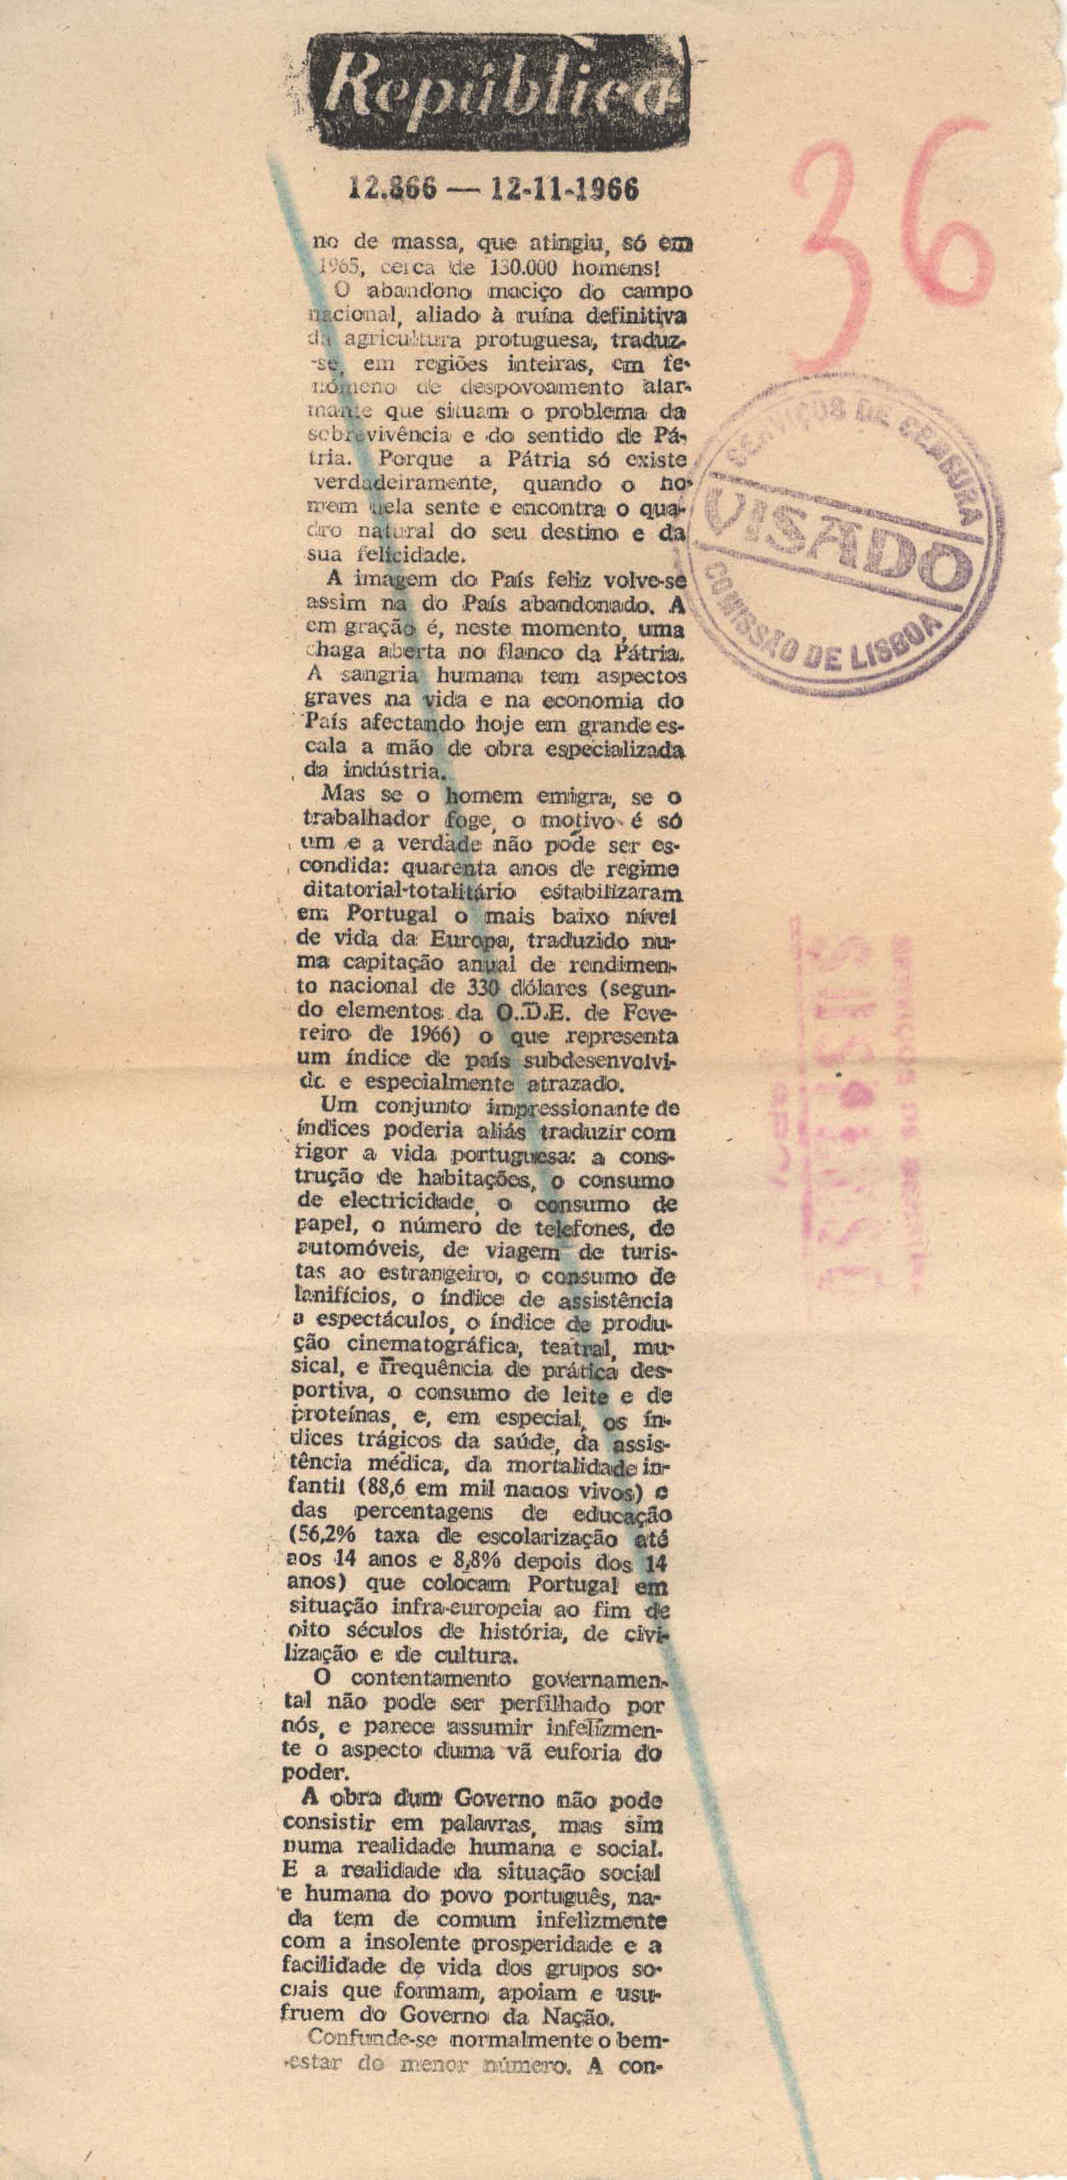 República
12.866 — 12-11-1966
36
no de massa, que atingiu, só em
1965, cerca de 130.000 homens!
O abandono maciço do campo
nacional, aliado à ruína definitiva
da agricultura protuguesa, traduz-
-se, em regiões inteiras, em fe-
nómeno de despovoamento alar-
mante que situam o problema da
sobrevivência e do sentido de Pá-
tria. Porque a Pátria só existe
verdadeiramente, quando o ho-
mem nela sente e encontra o qua-
dro natural do seu destino e da
sua felicidade.
A imagem do País feliz volve-se
assim na do País abandonado. A
em gração é, neste momento, uma
chaga aberta no flanco da Pátria.
A sangria humana tem aspectos
graves na vida e na economia do
País afectando hoje em grande es-
cala a mão de obra especializada
da indústria.
Mas se o homem emigra, se o
trabalhador foge, o motivo é só
um e a verdade não pode ser es-
condida: quarenta anos de regime
ditatorial-totalitário estabilizaram
em Portugal o mais baixo nível
de vida da Europa, traduzido nu-
ma capitação anual de rendimen-
to nacional de 330 dólares (segun-
do elementos da O..D.E. de Feve-
reiro de 1966) o que representa
um índice de país subdesenvolvi-
do e especialmente atrazado.
Um conjunto impressionante de
índices poderia aliás traduzir com
rigor a vida portuguesa: a cons-
trução de habitações, o consumo
de electricidade, o consumo de
papel, o número de telefones, de
automóveis, de viagem de turis-
tas ao estrangeiro, o consumo de
lanifícios, o índice de assistência
a espectáculos, o índice de produ-
ção cinematográfica, teatral, mu-
sical, e frequência de prática des-
portiva, o consumo de leite e de
proteínas, e, em especial, os ín-
dices trágicos da saúde, da assis-
tência médica, da mortalidade in-
fantil (88,6 em mil nados vivos) e
das percentagens de educação
(56,2% taxa de escolarização até
aos 14 anos e 8,8% depois dos 14
anos) que colocam Portugal em
situação infra-europeia ao fim de
oito séculos de história, de civi-
lização e de cultura.
O contentamento governamen-
tal não pode ser perfilhado por
nós, e parece assumir infelizmen-
te o aspecto duma vã euforia do
poder.
A obra dum Governo não pode
consistir em palavras, mas sim
numa realidade humana e social.
E a realidade da situação social
e humana do povo português, na-
da tem de comum infelizmente
com a insolente prosperidade e a
facilidade de vida dos grupos so-
ciais que formam, apoiam e usu-
fruem do Governo da Nação.
Confunde-se normalmente o bem-
-estar do menor número. A con-
SERVIÇOS DE CENSURA
VISADO
COMISSÃO DE LISBOA